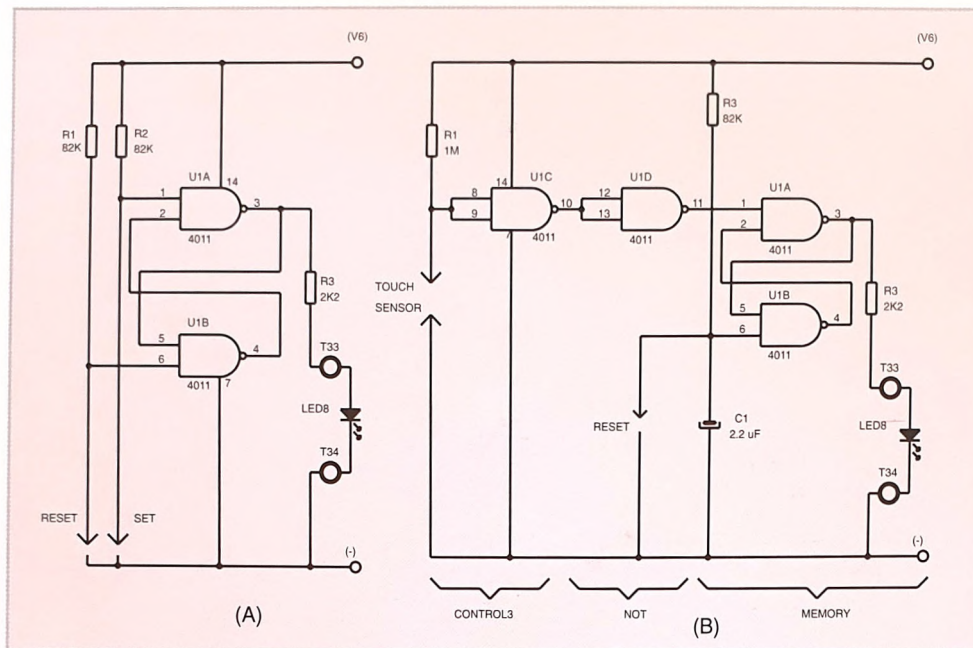 (V6)
R1
82K
R2
82K
U1A
14
1
2
3
4011
R3
2K2
U1B
5
6
4
4011
7
T33
LED8
T34
RESET
SET
(-)
(A)
(V6)
R3
82K
R1
1M
14
U1C
8
9
10
7
4011
U1D
12
13
11
4011
U1A
1
2
3
4011
U1B
5
6
4
4011
R3
2K2
TOUCH
SENSOR
RESET
C1
2.2 uF
T33
LED8
T34
(-)
CONTROL3
NOT
MEMORY
(B)